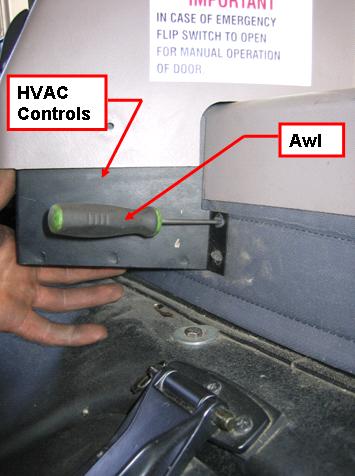 IMPORTANT
IN CASE OF EMERGENCY
FLIP SWITCH TO OPEN
FOR MANUAL OPERATION
OF DOOR.
HVAC
Controls
Awl